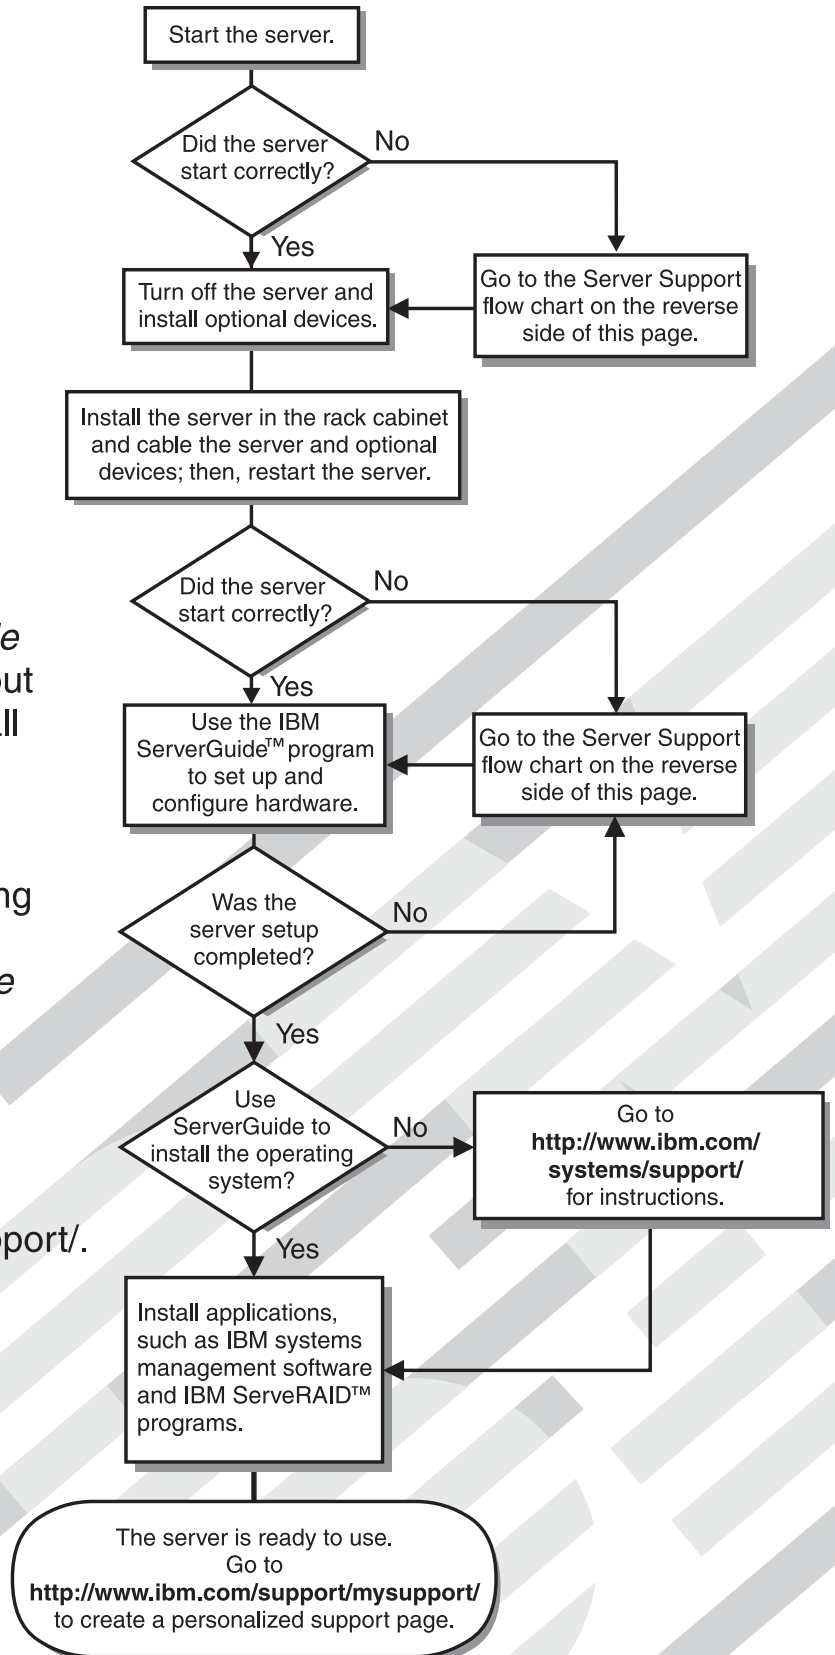 Start the server.
Did the server
start correctly?
No
Yes
Turn off the server and
install optional devices.
Go to the Server Support
flow chart on the reverse
side of this page.
Install the server in the rack cabinet
and cable the server and optional
devices; then, restart the server.
Did the server
start correctly?
No
Yes
Use the IBM
ServerGuide™ program
to set up and
configure hardware.
Go to the Server Support
flow chart on the reverse
side of this page.
Was the
server setup
completed?
No
Yes
Use
ServerGuide to
install the operating
system?
No
Go to
http://www.ibm.com/
systems/support/
for instructions.
Yes
Install applications,
such as IBM systems
management software
and IBM ServeRAID™
programs.
The server is ready to use.
Go to
http://www.ibm.com/support/mysupport/
to create a personalized support page.